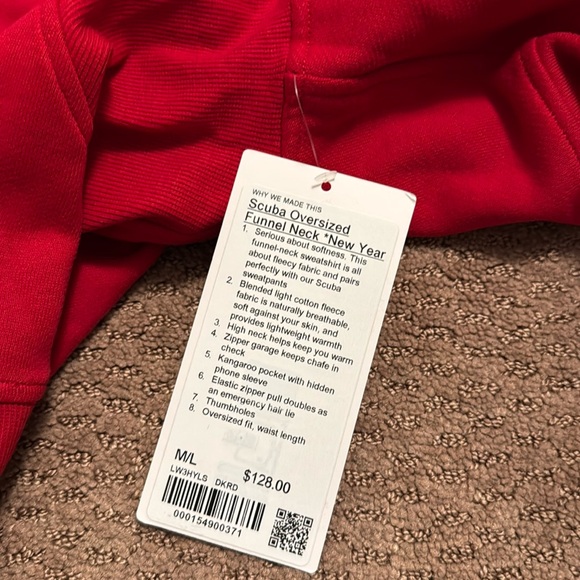 WHY WE MADE THIS
Scuba Oversized
Funnel Neck *New Year
1. Serious about softness. This
funnel-neck sweatshirt is all
about fleecy fabric and pairs
perfectly with our Scuba
sweatpants
2. Blended light cotton fleece
fabric is naturally breathable,
soft against your skin, and
provides lightweight warmth
3. High neck helps keep you warm
4. Zipper garage keeps chafe in
check
5. Kangaroo pocket with hidden
phone sleeve
6. Elastic zipper pull doubles as
an emergency hair tie
7. Thumbholes
8. Oversized fit, waist length
M/L
LW3HYLS DKRD $128.00
000154900371